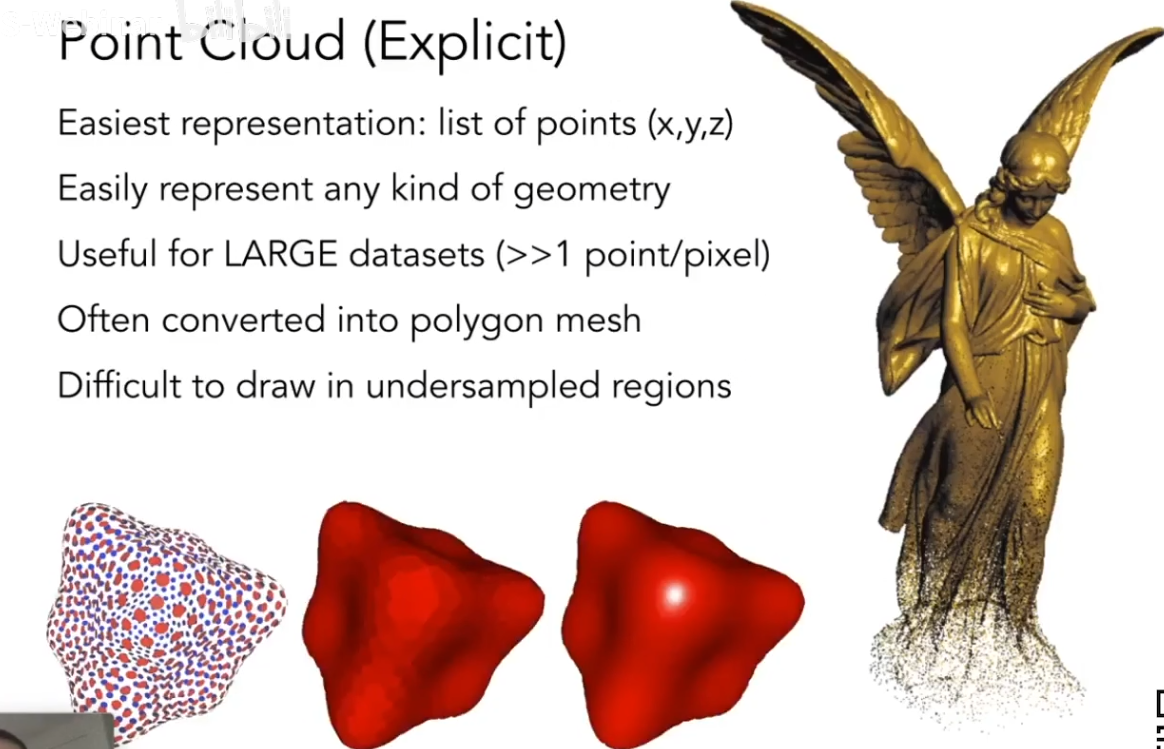 Point Cloud (Explicit)
Easiest representation: list of points (x,y,z)
Easily represent any kind of geometry
Useful for LARGE datasets (>>1 point/pixel)
Often converted into polygon mesh
Difficult to draw in undersampled regions